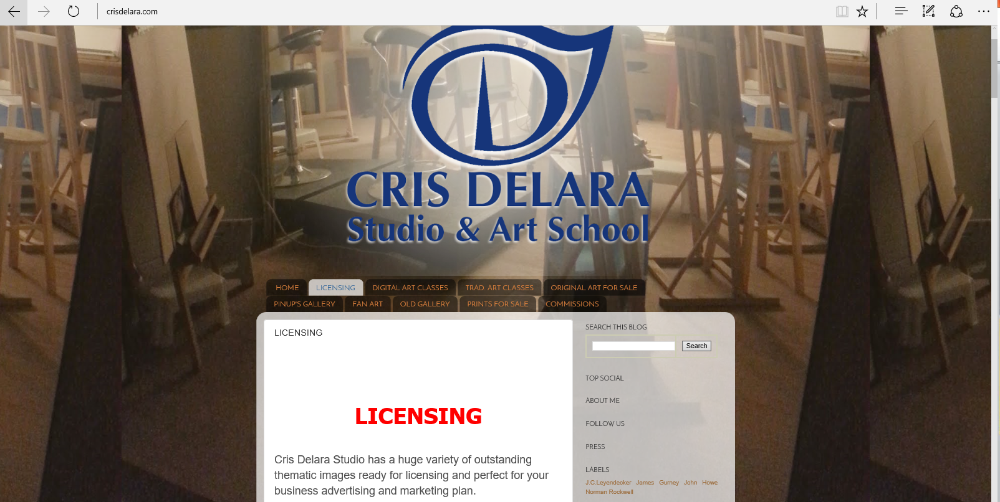 crisdelara.com
CRIS DELARA
Studio & Art School
HOME LICENSING DIGITAL ART CLASSES TRAD. ART CLASSES ORIGINAL ART FOR SALE
PINUP'S GALLERY FAN ART OLD GALLERY PRINTS FOR SALE COMMISSIONS
LICENSING
LICENSING
Cris Delara Studio has a huge variety of outstanding
thematic images ready for licensing and perfect for your
business advertising and marketing plan.
SEARCH THIS BLOG
Search
TOP SOCIAL
ABOUT ME
FOLLOW US
PRESS
LABELS
J.C.Leyendecker James Gurney John Howe
Norman Rockwell